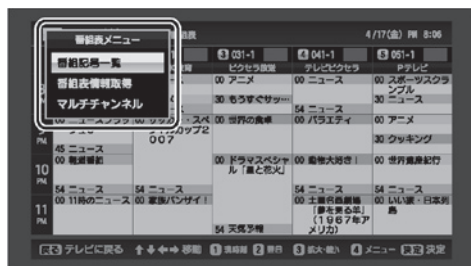 番組表メニュー
番組記号一覧
番組表情報取得
マルチチャンネル
組表
4/17(金) PM 8:06
3 031-1
4 041-1
5 051-1
ピクセラ放送
テレビピクセラ
Pテレビ
00 アニメ
00 ニュース
00 スポーツスクランブル
30 もうすぐサッ…
30 ニュース
54 ニュース
00 世界の食卓
00 バラエティ
00 アニメ
007
30 クッキング
PM
45 ニュース
10
PM
00 報道番組
00 ドラマスペシャル「星と花火」
00 動物大好き!
00 世界遺産紀行
54 ニュース
54 ニュース
54 ニュース
54 ニュース
11
PM
00 11時のニュース
00 家族バンザイ!
00 土曜名画劇場「夢を見る羊」(1967年アメリカ)
00 いい旅・日本列島
54 天気予報
戻る テレビに戻る
移動
1
2 翌日
3 拡大・縮小
4 メニュー
決定 決定